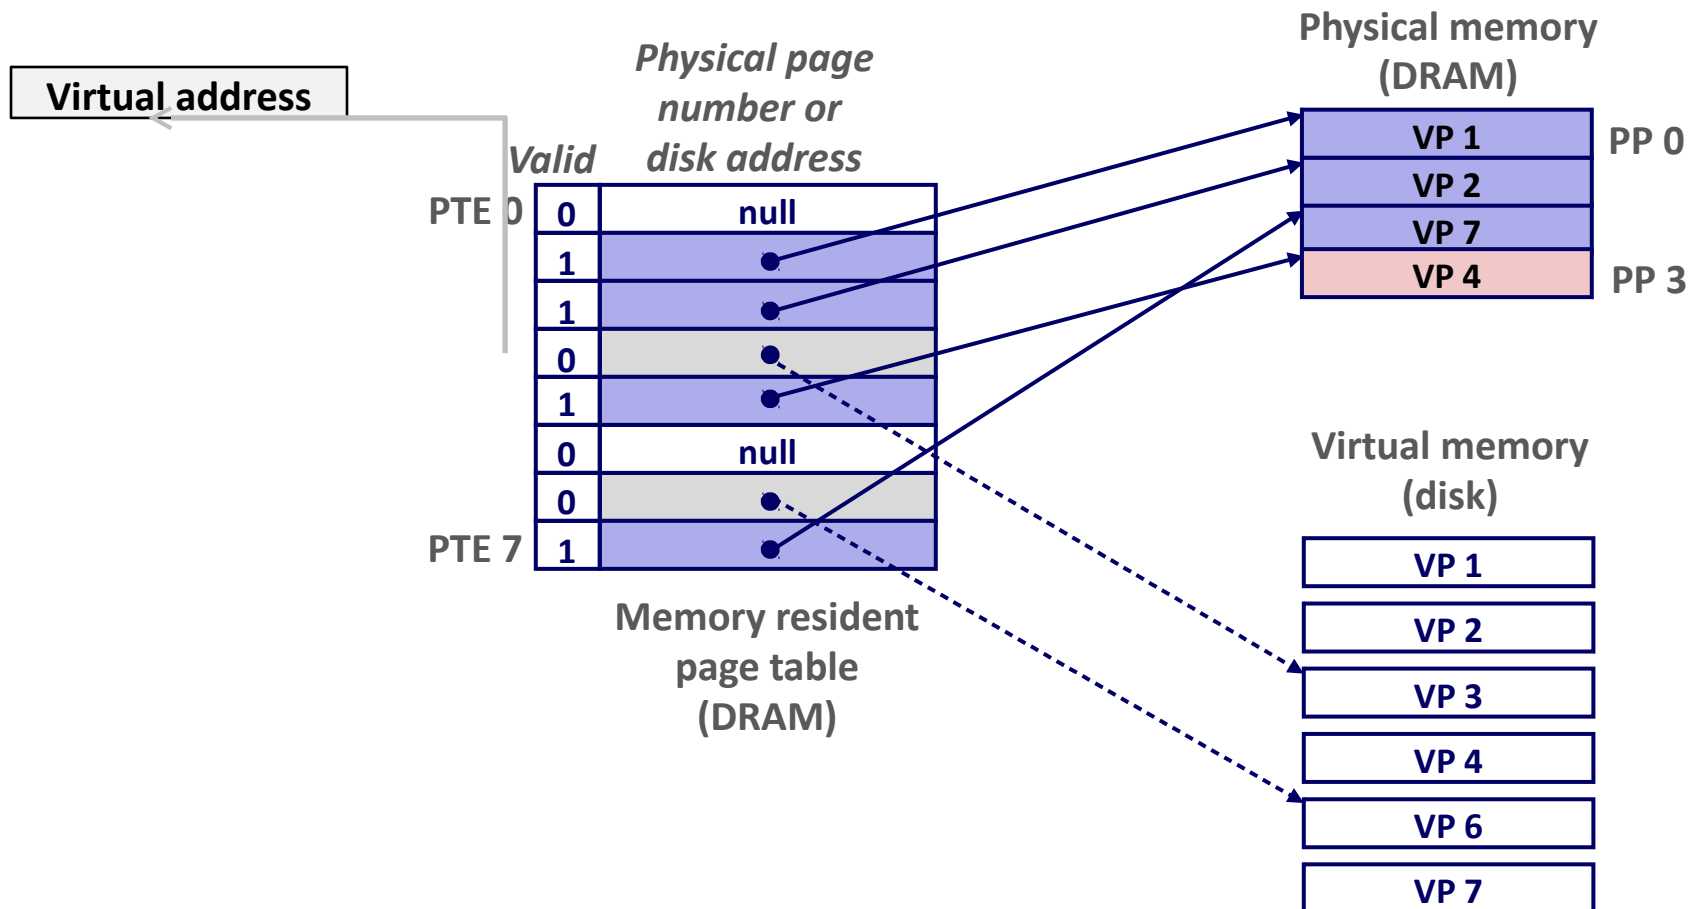 Virtual address
Physical page
number or
disk address
Valid
PTE 0
0
null
1
1
0
1
0
null
0
PTE 7
1
Memory resident
page table
(DRAM)
Physical memory
(DRAM)
VP 1
PP 0
VP 2
VP 7
VP 4
PP 3
Virtual memory
(disk)
VP 1
VP 2
VP 3
VP 4
VP 6
VP 7